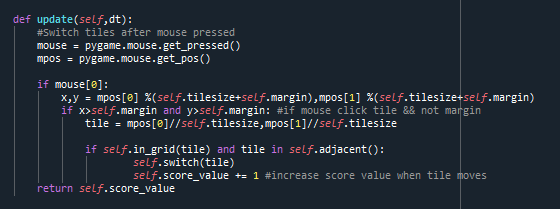 def update(self,dt):
#Switch tiles after mouse pressed
mouse = pygame.mouse.get_pressed()
mpos = pygame.mouse.get_pos()
if mouse[0]:
x,y = mpos[0] %(self.tilesize+self.margin),mpos[1] %(self.tilesize+self.margin)
if x>self.margin and y>self.margin: #if mouse click tile && not margin
tile = mpos[0]//self.tilesize,mpos[1]//self.tilesize
if self.in_grid(tile) and tile in self.adjacent():
self.switch(tile)
self.score_value += 1 #increase score value when tile moves
return self.score_value